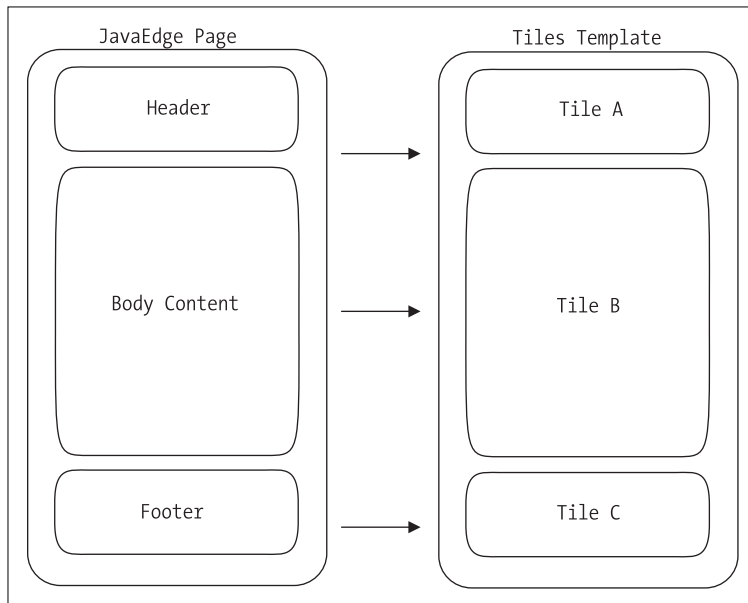 JavaEdge Page
Header
Body Content
Footer
Tiles Template
Tile A
Tile B
Tile C